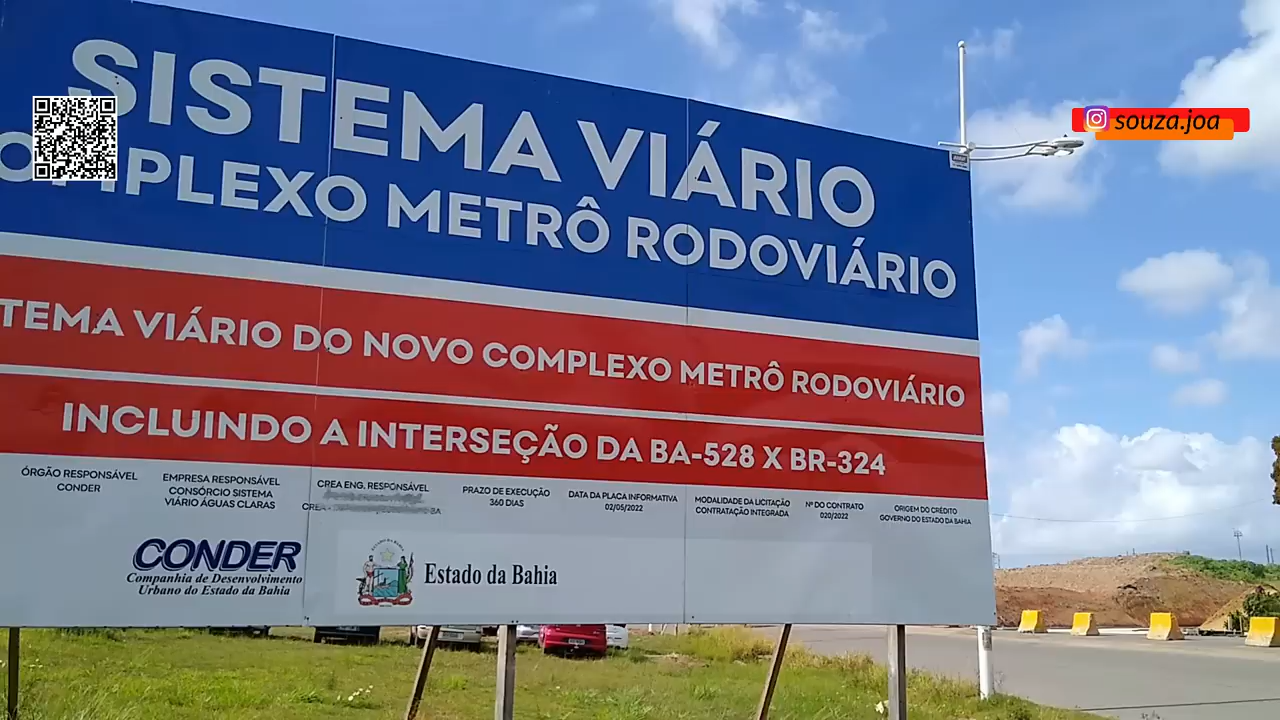 SISTEMA VIÁRIO
OMPLEXO METRÔ RODOVIÁRIO
souza.joa
TEMA VIÁRIO DO NOVO COMPLEXO METRÔ RODOVIÁRIO
INCLUINDO A INTERSEÇÃO DA BA-528 X BR-324
ÓRGÃO RESPONSÁVEL
CONDER
EMPRESA RESPONSÁVEL
CONSÓRCIO SISTEMA
VIÁRIO ÁGUAS CLARAS
CREA ENG. RESPONSÁVEL
CREA BA
PRAZO DE EXECUÇÃO
360 DIAS
DATA DA PLACA INFORMATIVA
02/05/2022
MODALIDADE DA LICITAÇÃO
CONTRATAÇÃO INTEGRADA
Nº DO CONTRATO
020/2022
ORIGEM DO CRÉDITO
GOVERNO DO ESTADO DA BAHIA
CONDER
Companhia de Desenvolvimento
Urbano do Estado da Bahia
Estado da Bahia